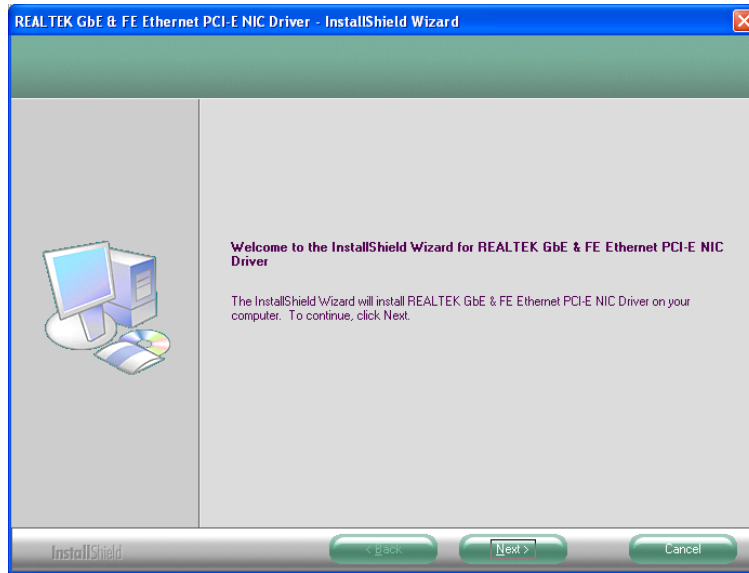 REALTEK GbE & FE Ethernet PCI-E NIC Driver - InstallShield Wizard
Welcome to the InstallShield Wizard for REALTEK GbE & FE Ethernet PCI-E NIC
Driver
The InstallShield Wizard will install REALTEK GbE & FE Ethernet PCI-E NIC Driver on your
computer. To continue, click Next.
InstallShield
< Back
Next >
Cancel